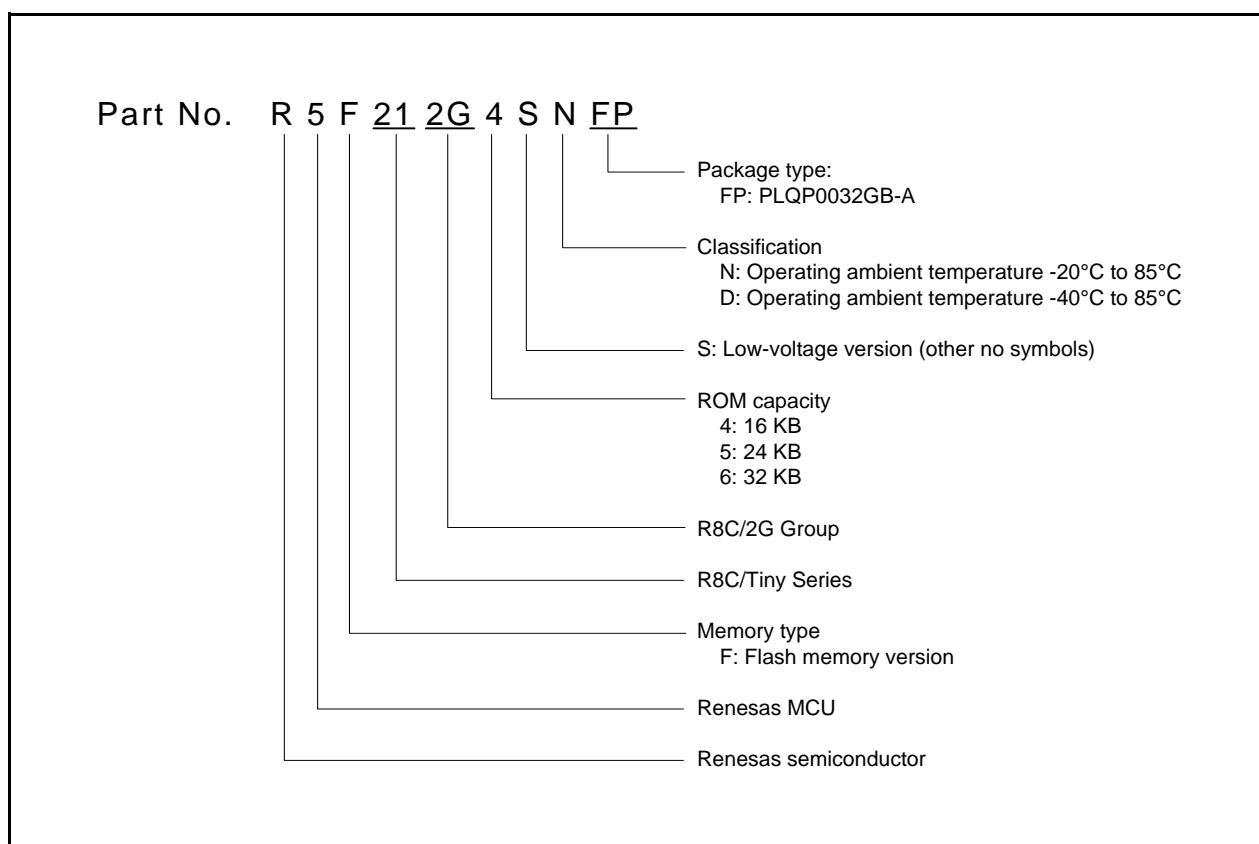 Part No. R 5 F 21 2G 4 S N FP
Package type:
FP: PLQP0032GB-A
Classification
N: Operating ambient temperature -20°C to 85°C
D: Operating ambient temperature -40°C to 85°C
S: Low-voltage version (other no symbols)
ROM capacity
4: 16 KB
5: 24 KB
6: 32 KB
R8C/2G Group
R8C/Tiny Series
Memory type
F: Flash memory version
Renesas MCU
Renesas semiconductor